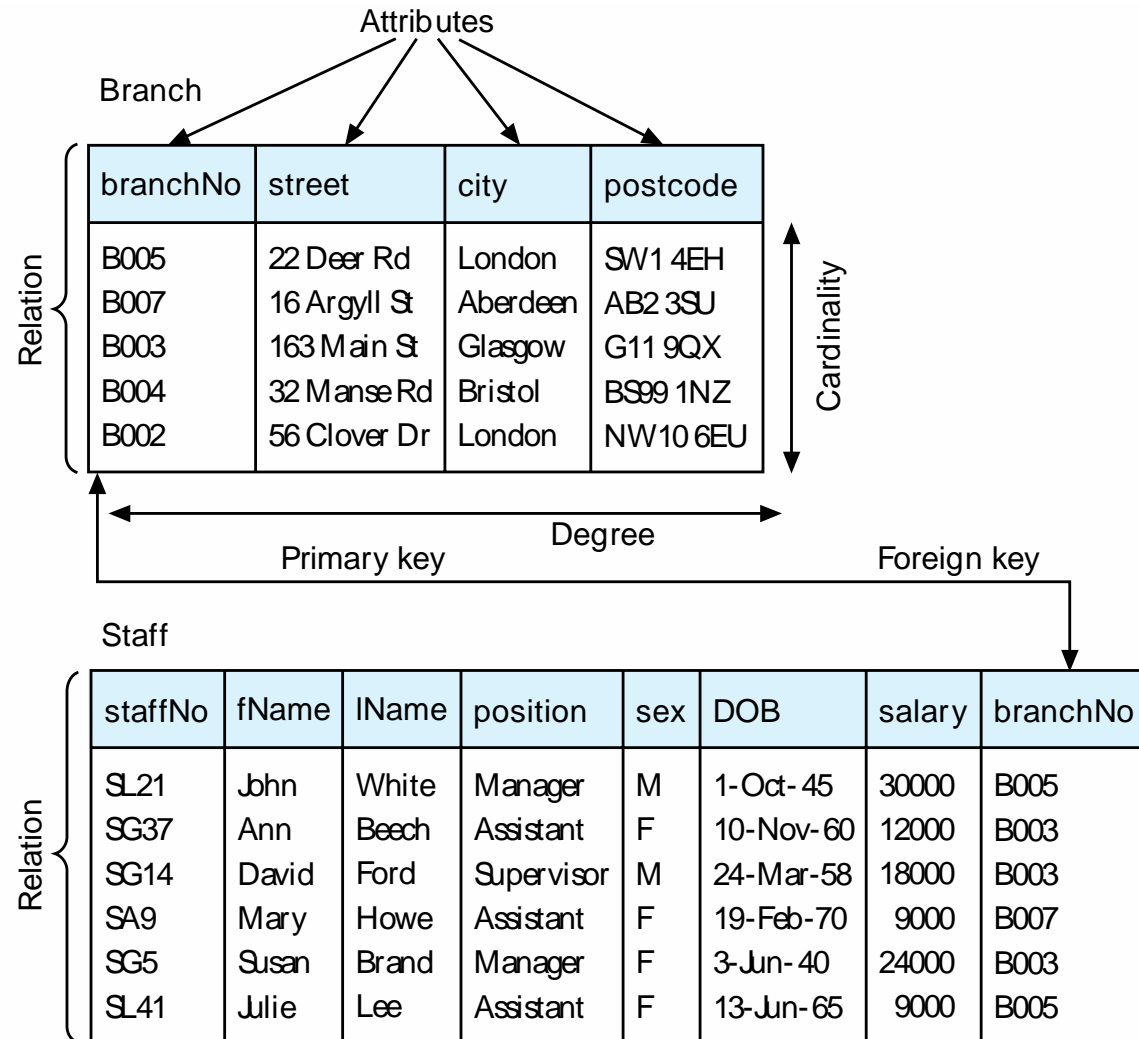 Attributes
Branch
branchNo street city postcode
B005 22 Deer Rd London SW1 4EH
B007 16 Argyll St Aberdeen AB2 3SU
B003 163 Main St Glasgow G11 9QX
B004 32 Manse Rd Bristol BS99 1NZ
B002 56 Clover Dr London NW10 6EU
Relation
Cardinality
Degree
Primary key Foreign key
Staff
staffNo fName lName position sex DOB salary branchNo
SL21 John White Manager M 1-Oct-45 30000 B005
SG37 Ann Beech Assistant F 10-Nov-60 12000 B003
SG14 David Ford Supervisor M 24-Mar-58 18000 B003
SA9 Mary Howe Assistant F 19-Feb-70 9000 B007
SG5 Susan Brand Manager F 3-Jun-40 24000 B003
SL41 Julie Lee Assistant F 13-Jun-65 9000 B005
Relation